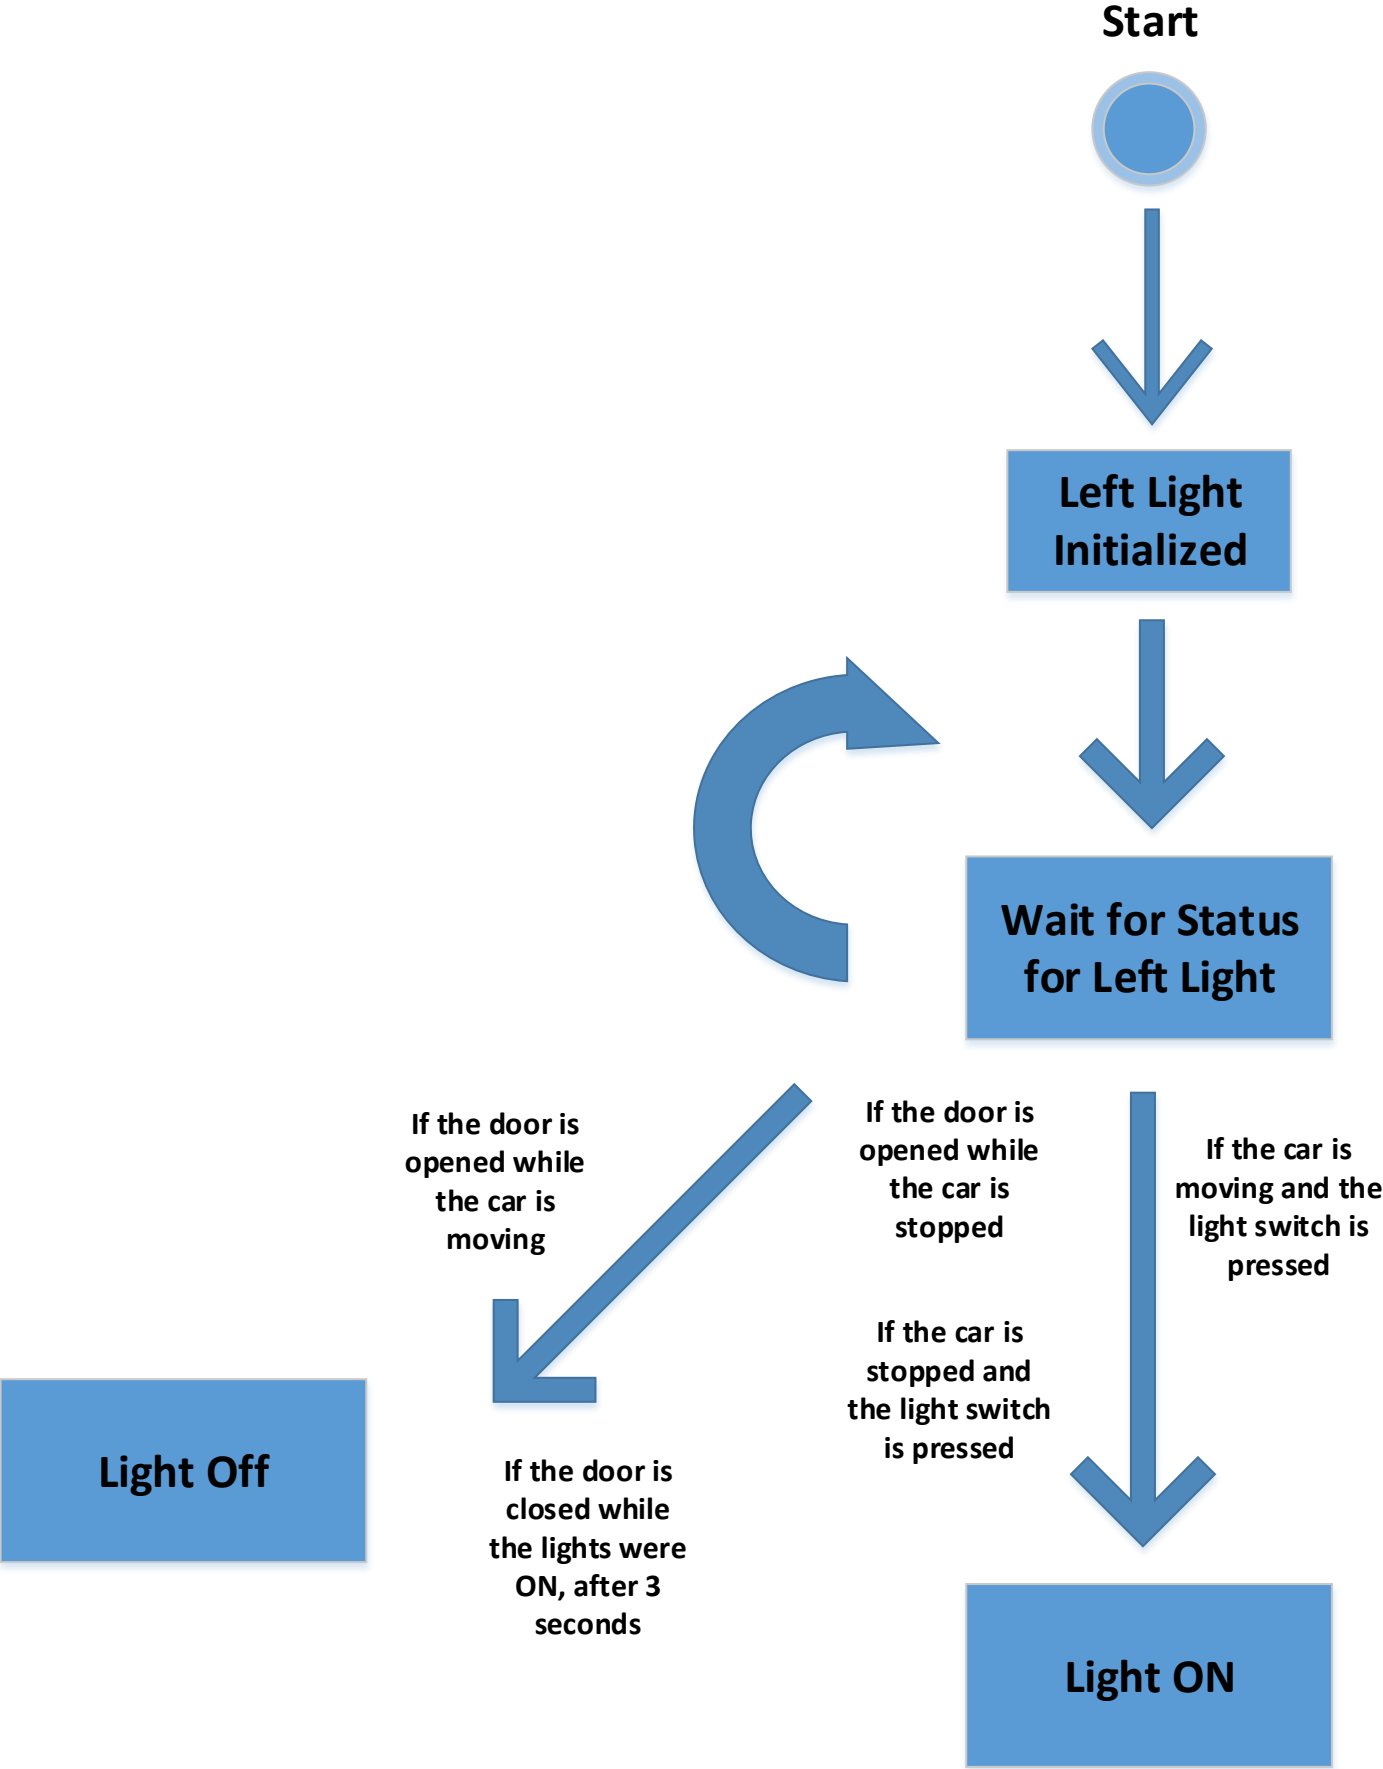 Start
Left Light
Initialized
Wait for Status
for Left Light
If the door is
opened while
the car is
moving
If the door is
opened while
the car is
stopped
If the car is
moving and the
light switch is
pressed
If the car is
stopped and
the light switch
is pressed
Light Off
If the door is
closed while
the lights were
ON, after 3
seconds
Light ON